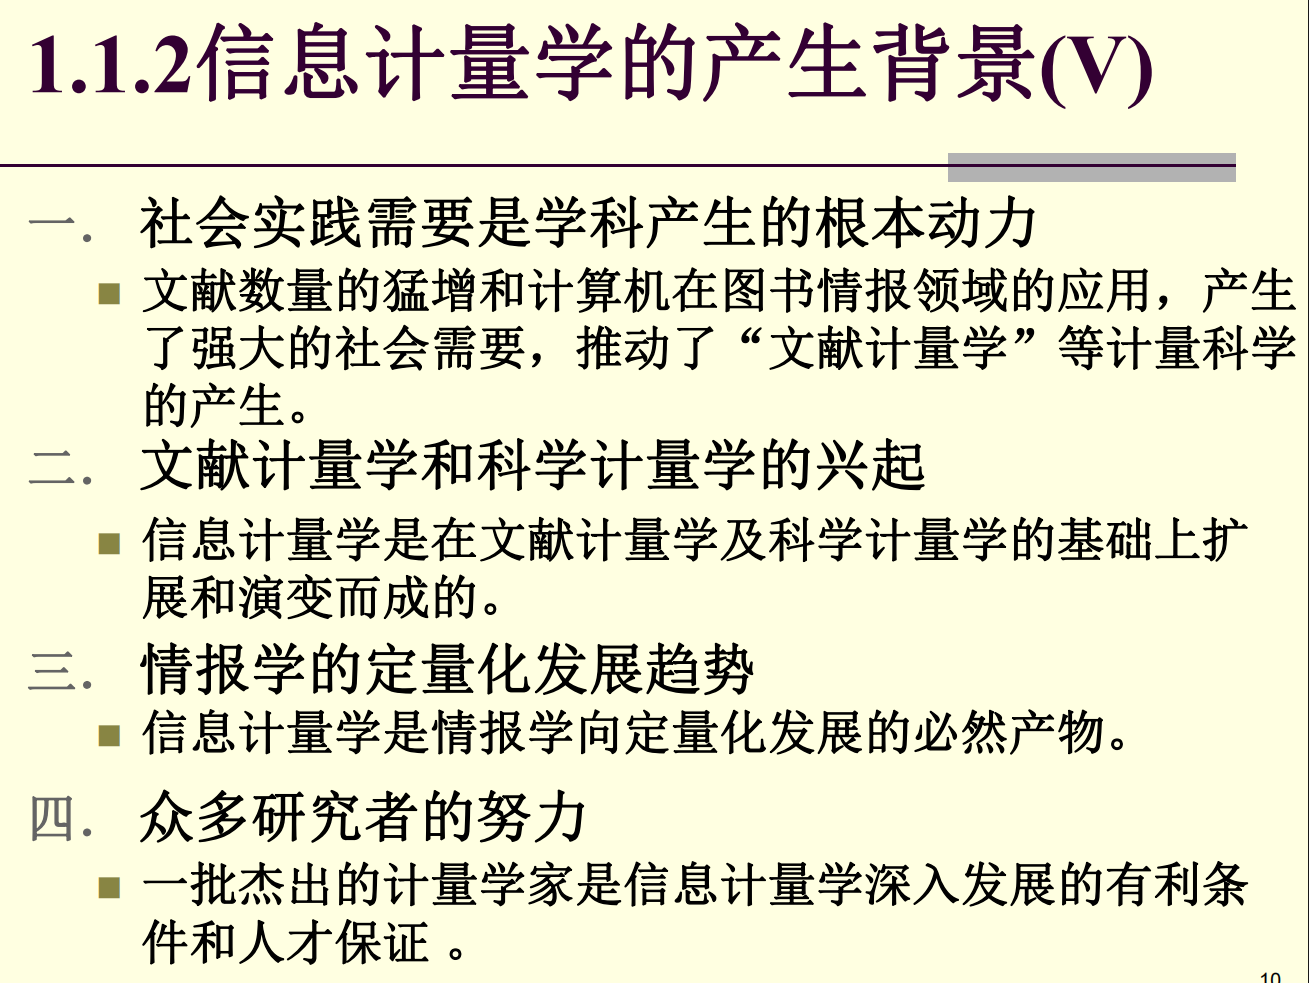 1.1.2信息计量学的产生背景(V)
一. 社会实践需要是学科产生的根本动力
■ 文献数量的猛增和计算机在图书情报领域的应用，产生
了强大的社会需要，推动了“文献计量学”等计量科学
的产生。
二. 文献计量学和科学计量学的兴起
■ 信息计量学是在文献计量学及科学计量学的基础上扩
展和演变而成的。
三. 情报学的定量化发展趋势
■ 信息计量学是情报学向定量化发展的必然产物。
四. 众多研究者的努力
■ 一批杰出的计量学家是信息计量学深入发展的有利条
件和人才保证 。
10